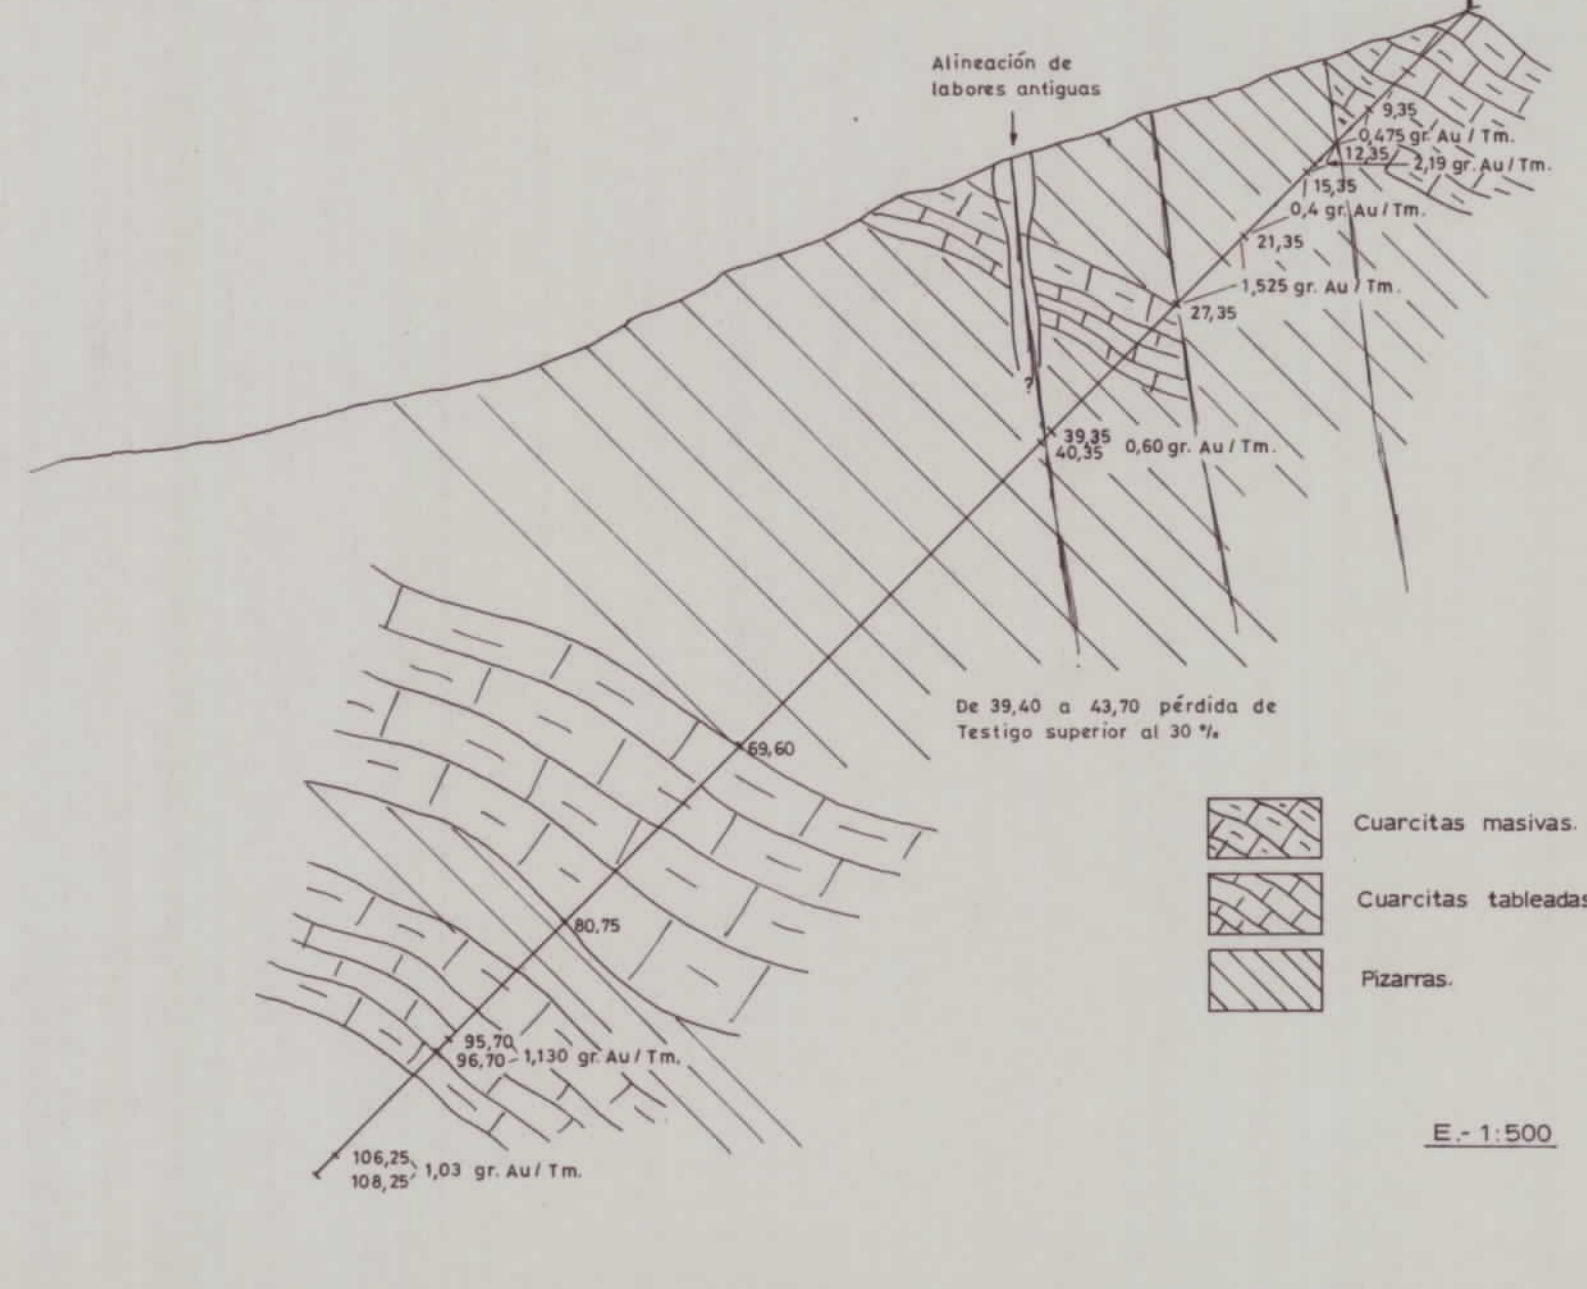 Alineación de
labores antiguas
9,35
0,475 gr. Au / Tm.
12,35
2,19 gr. Au / Tm.
15,35
0,4 gr. Au / Tm.
21,35
1,525 gr. Au / Tm.
27,35
?
39,35
40,35 0,60 gr. Au / Tm.
De 39,40 a 43,70 pérdida de
Testigo superior al 30 %
69,60
80,75
95,70
96,70 1,130 gr. Au / Tm.
106,25
108,25 1,03 gr. Au / Tm.
Cuarcitas masivas.
Cuarcitas tableadas
Pizarras.
E.- 1:500